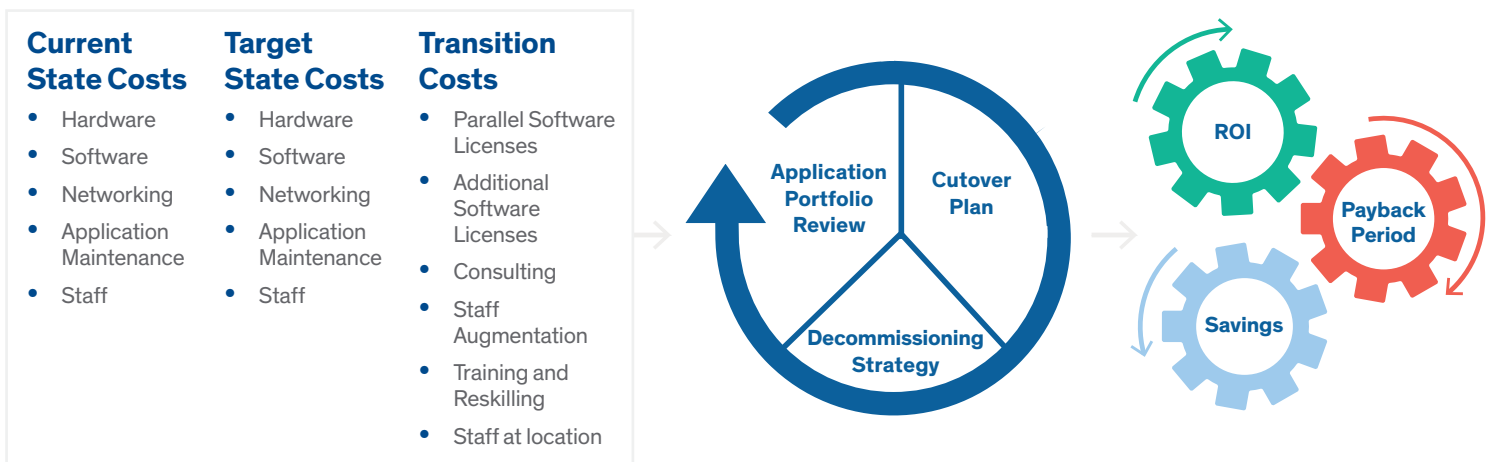 Current
State Costs
Hardware
Software
Networking
Application
Maintenance
Staff
Target
State Costs
Hardware
Software
Networking
Application
Maintenance
Staff
Transition
Costs
Parallel Software
Licenses
Additional
Software
Licenses
Consulting
Staff
Augmentation
Training and
Reskilling
Staff at location
Application
Portfolio
Review
Cutover
Plan
Decommissioning
Strategy
ROI
Payback
Period
Savings